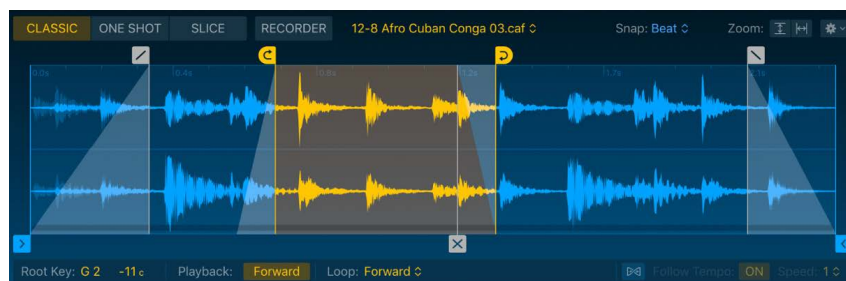 CLASSIC ONE SHOT SLICE RECORDER 12-8 Afro Cuban Conga 03.caf Snap: Beat Zoom:
0.0s 0.4s 0.8s 1.2s 1.7s 2.1s
Root Key: G 2 -11 c Playback: Forward Loop: Forward Follow Tempo: ON Speed: 1